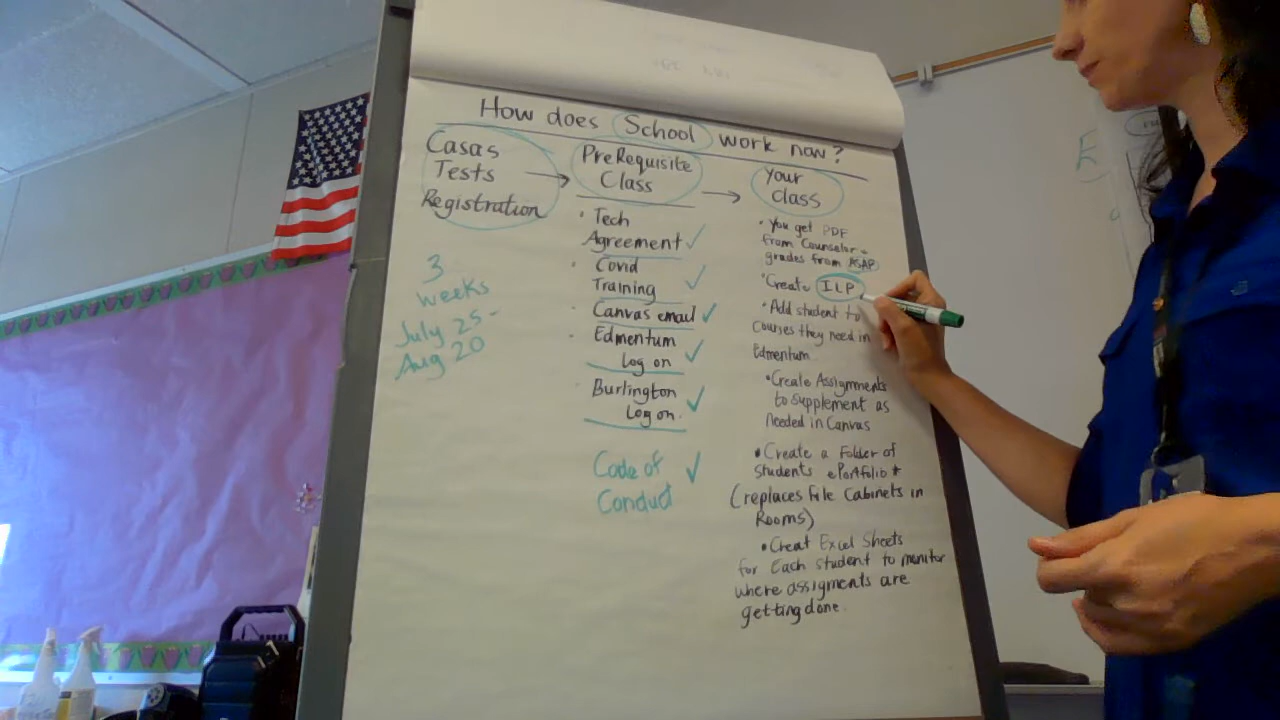 How does School work now?
Casas
Tests
Registration
3
weeks
July 25-
Aug 20
PreRequisite
Class
• Tech
Agreement ✓
• Covid
Training ✓
• Canvas email ✓
• Edmentum
Log on ✓
• Burlington
Log on. ✓
Code of ✓
Conduct
Your
class
• You get PDF
from Counselor -
grades from ASAP
• Create ILP
• Add student to
Courses they need in
Edmentum
• Create Assignments
to supplement as
Needed in Canvas
• Create a Folder of
students ePortfolio *
(replaces File Cabinets in
Rooms)
• Creat Excel Sheets
for Each student to monitor
where assigments are
getting done.
E